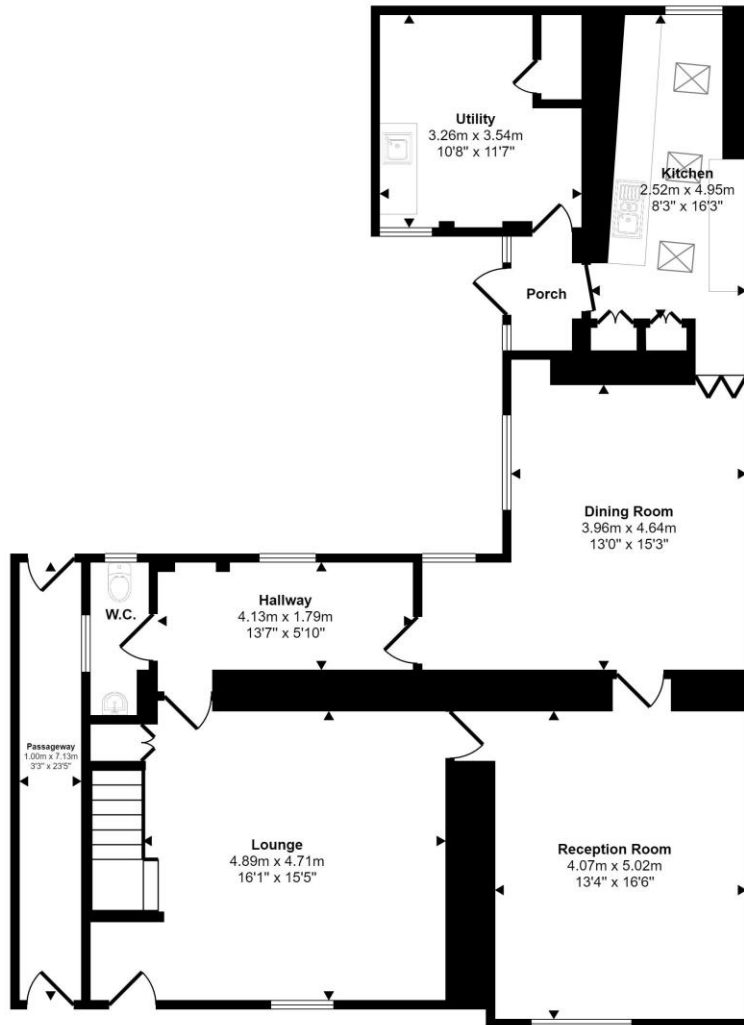 Utility
3.26m x 3.54m
10'8" x 11'7"
Kitchen
2.52m x 4.95m
8'3" x 16'3"
Porch
Dining Room
3.96m x 4.64m
13'0" x 15'3"
W.C.
Hallway
4.13m x 1.79m
13'7" x 5'10"
Passageway
1.00m x 7.13m
3'3" x 23'5"
Lounge
4.89m x 4.71m
16'1" x 15'5"
Reception Room
4.07m x 5.02m
13'4" x 16'6"